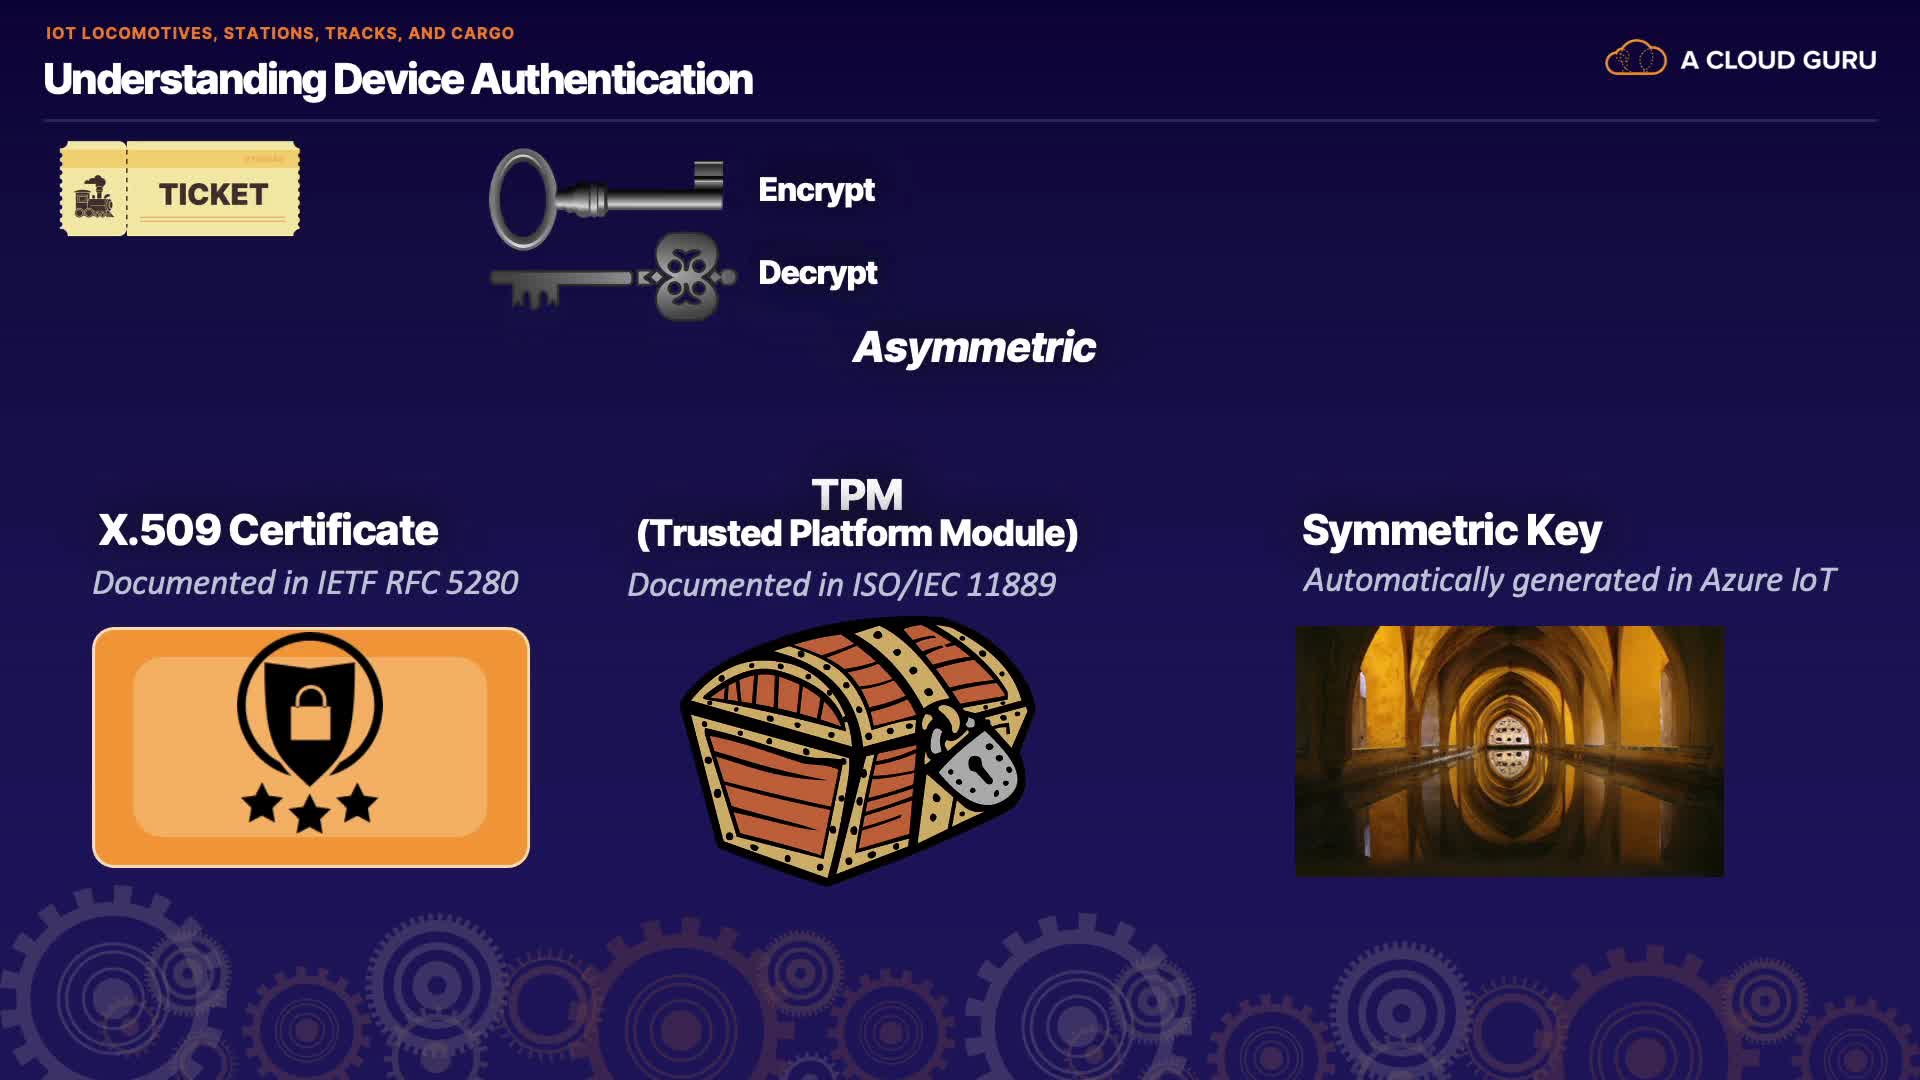 IOT LOCOMOTIVES, STATIONS, TRACKS, AND CARGO
Understanding Device Authentication
A CLOUD GURU
TICKET
Encrypt
Decrypt
Asymmetric
X.509 Certificate
Documented in IETF RFC 5280
TPM
(Trusted Platform Module)
Documented in ISO/IEC 11889
Symmetric Key
Automatically generated in Azure IoT